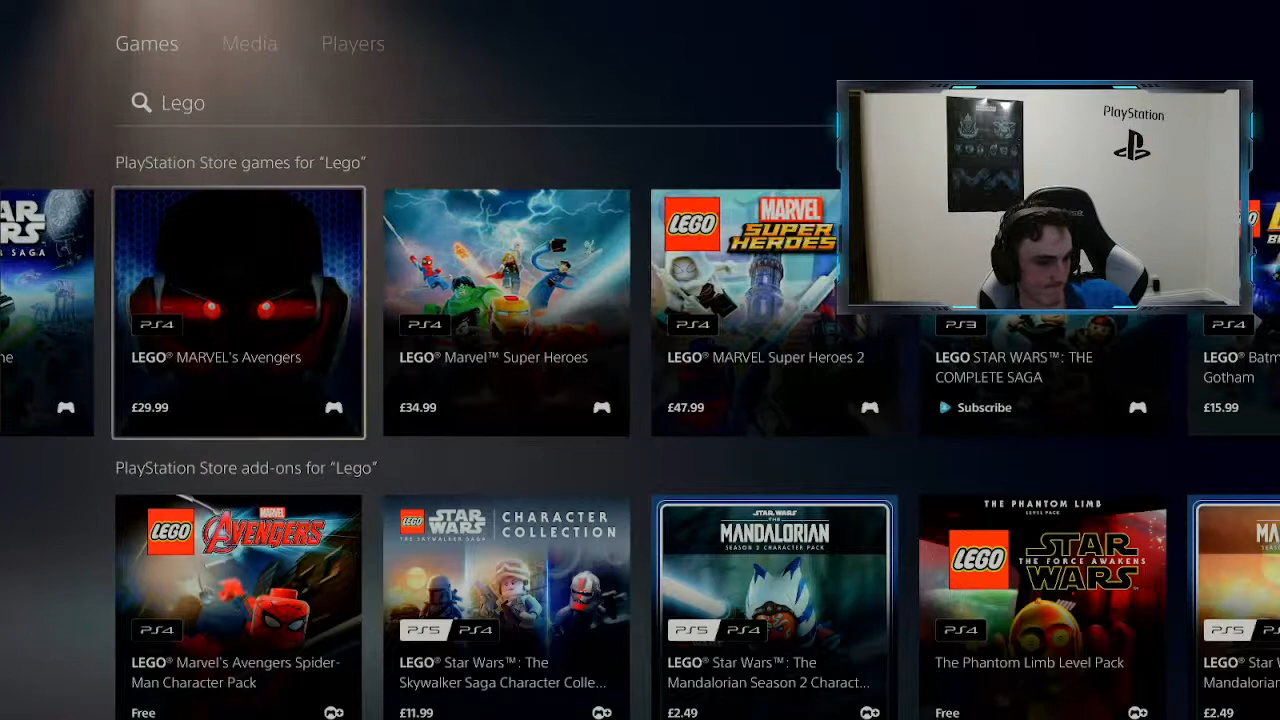 Games Media Players
Lego
PlayStation Store games for “Lego”
AR
RS
SAGA
ne
PS4
LEGO® MARVEL's Avengers
£29.99
PS4
LEGO® Marvel™ Super Heroes
£34.99
LEGO
MARVEL
SUPER
HEROES
PS4
LEGO® MARVEL Super Heroes 2
£47.99
PS3
LEGO STAR WARS™: THE
COMPLETE SAGA
Subscribe
PS4
LEGO® Batm
Gotham
£15.99
PlayStation
PlayStation Store add-ons for “Lego”
LEGO
MARVEL
AVENGERS
PS4
LEGO® Marvel's Avengers Spider-
Man Character Pack
Free
LEGO STAR WARS
THE SKYWALKER SAGA
CHARACTER
COLLECTION
PS5 PS4
LEGO® Star Wars™: The
Skywalker Saga Character Colle...
£11.99
STAR WARS
THE
MANDALORIAN
SEASON 2 CHARACTER PACK
PS5 PS4
LEGO® Star Wars™: The
Mandalorian Season 2 Charact...
£2.49
THE PHANTOM LIMB
LEVEL PACK
LEGO
STAR
THE FORCE AWAKENS
WARS
PS4
The Phantom Limb Level Pack
Free
PS5
LEGO® Star W
Mandalorian
£2.49